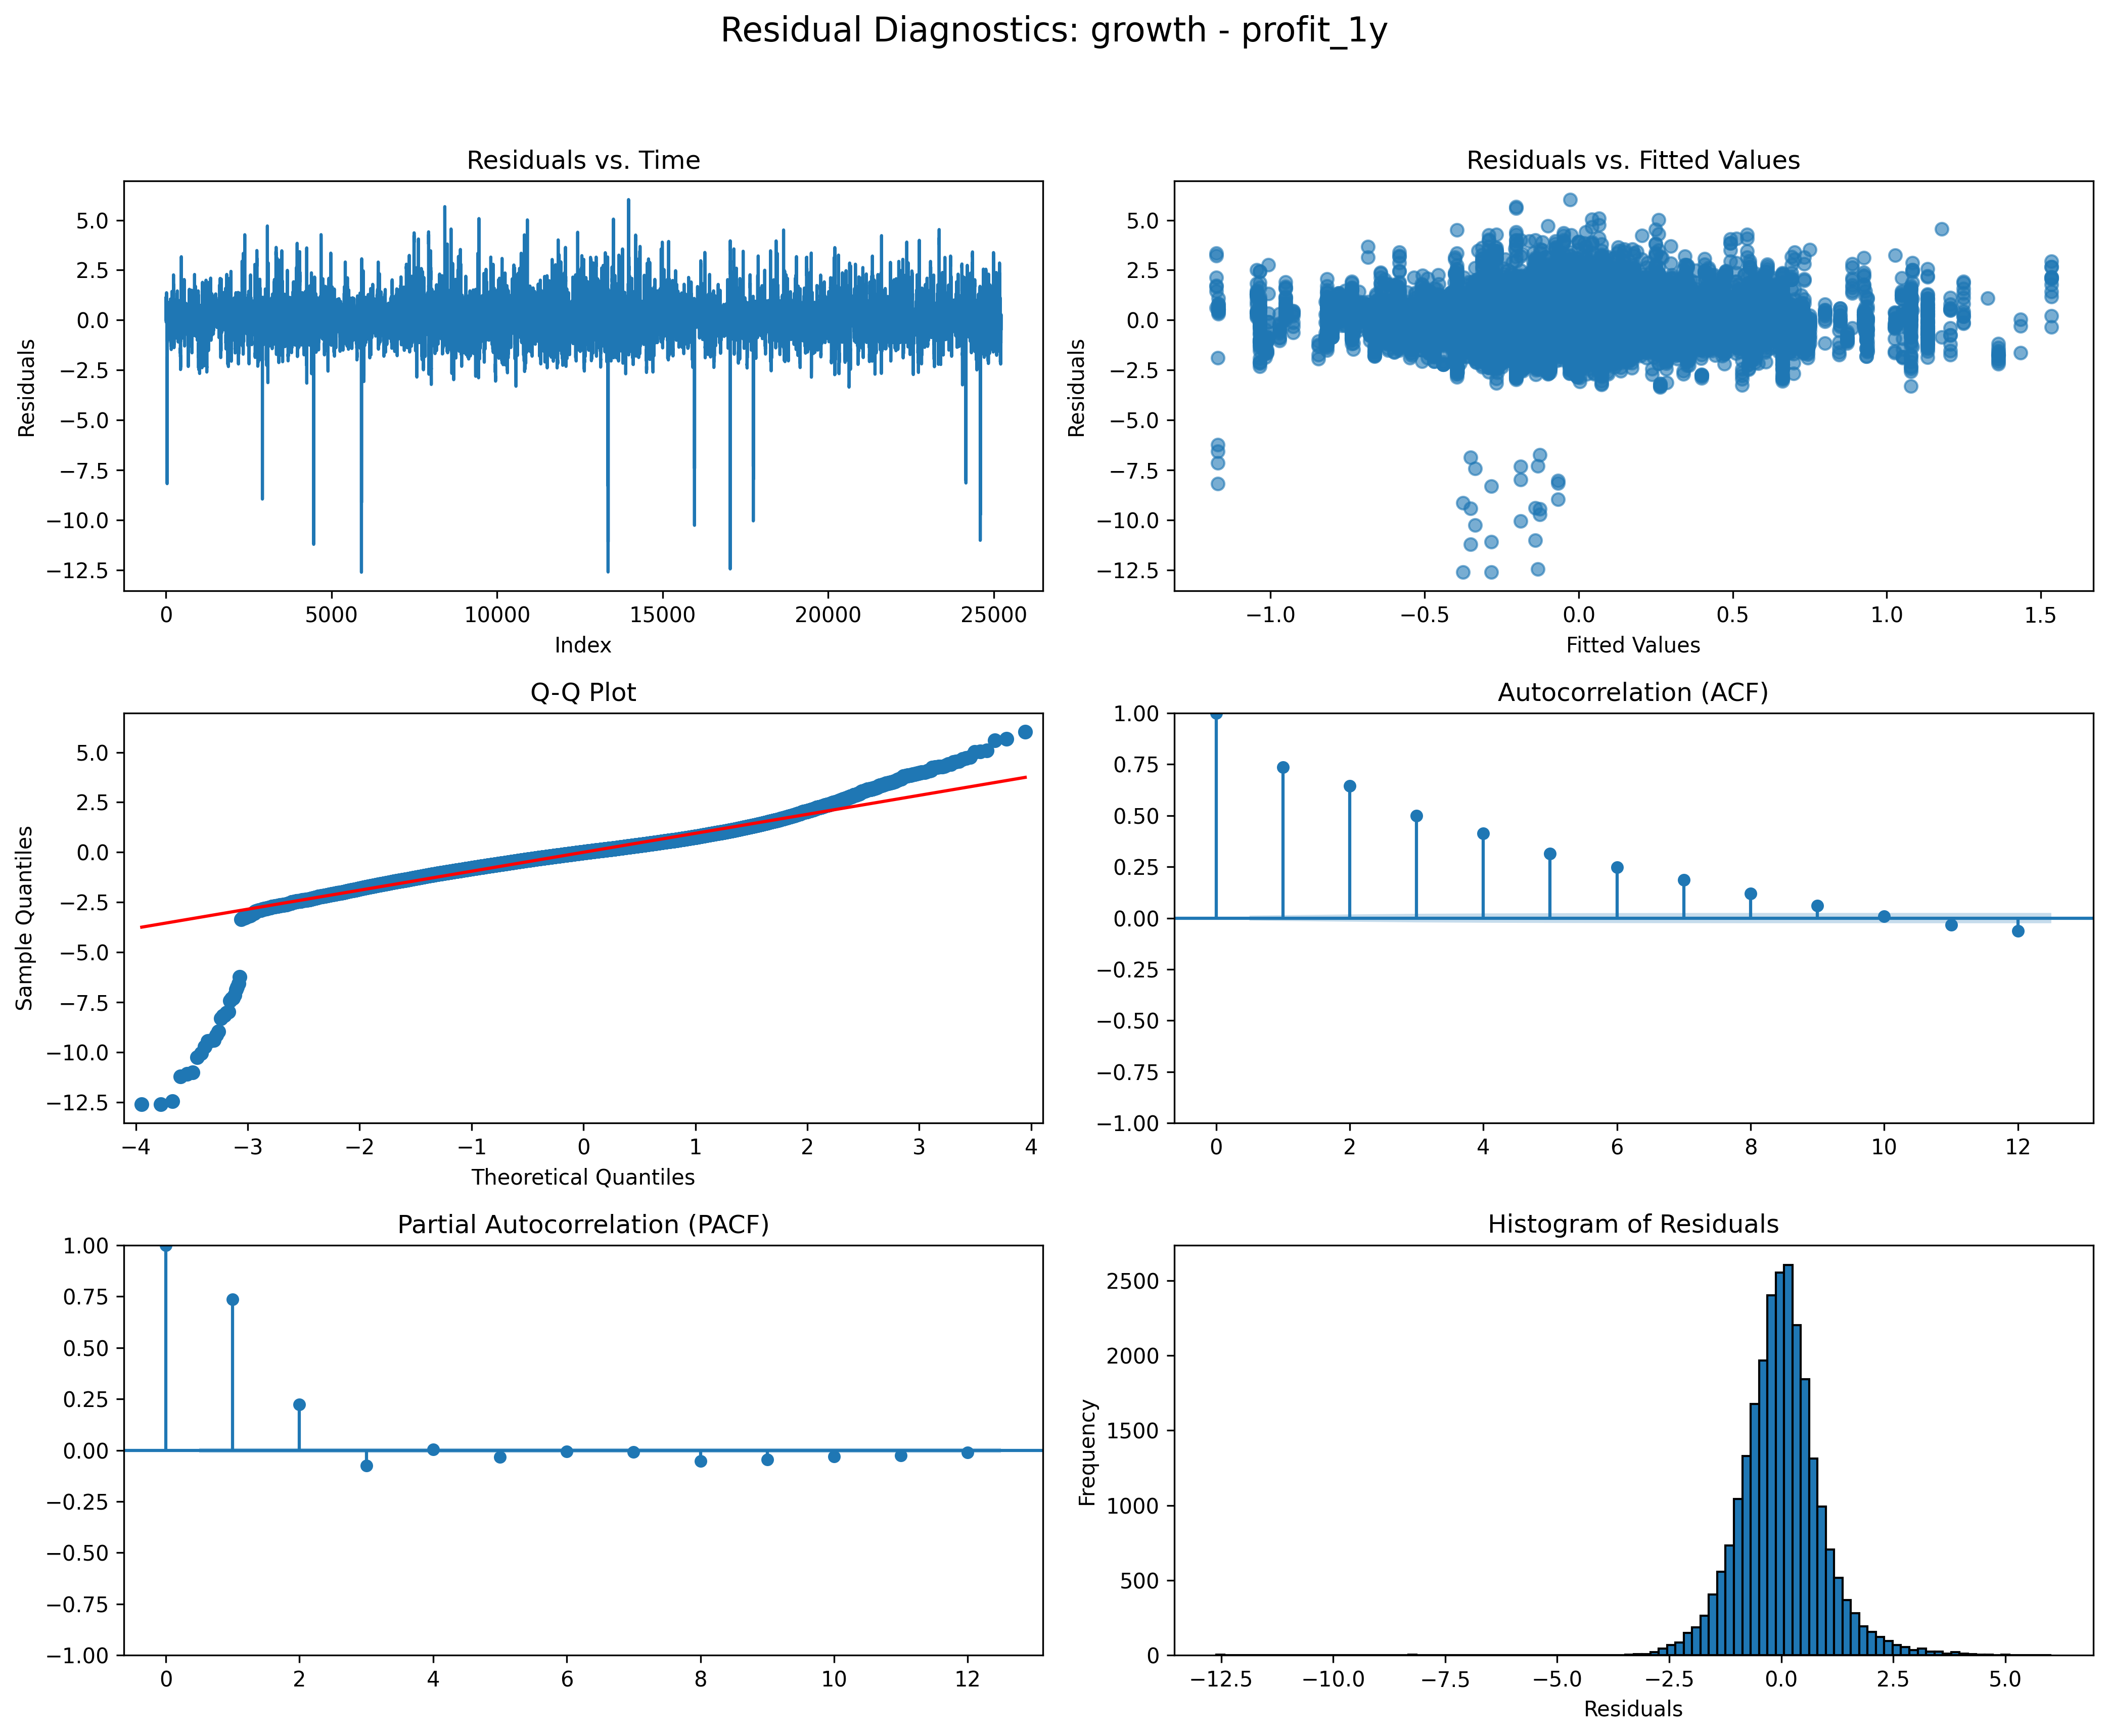 Residual Diagnostics: growth - profit_1y
Residuals vs. Time
Residuals
5.0
2.5
0.0
−2.5
−5.0
−7.5
−10.0
−12.5
0 5000 10000 15000 20000 25000
Index
Residuals vs. Fitted Values
Residuals
5.0
2.5
0.0
−2.5
−5.0
−7.5
−10.0
−12.5
−1.0 −0.5 0.0 0.5 1.0 1.5
Fitted Values
Q-Q Plot
Sample Quantiles
5.0
2.5
0.0
−2.5
−5.0
−7.5
−10.0
−12.5
−4 −3 −2 −1 0 1 2 3 4
Theoretical Quantiles
Autocorrelation (ACF)
1.00
0.75
0.50
0.25
0.00
−0.25
−0.50
−0.75
−1.00
0 2 4 6 8 10 12
Partial Autocorrelation (PACF)
1.00
0.75
0.50
0.25
0.00
−0.25
−0.50
−0.75
−1.00
0 2 4 6 8 10 12
Histogram of Residuals
Frequency
2500
2000
1500
1000
500
0
−12.5 −10.0 −7.5 −5.0 −2.5 0.0 2.5 5.0
Residuals